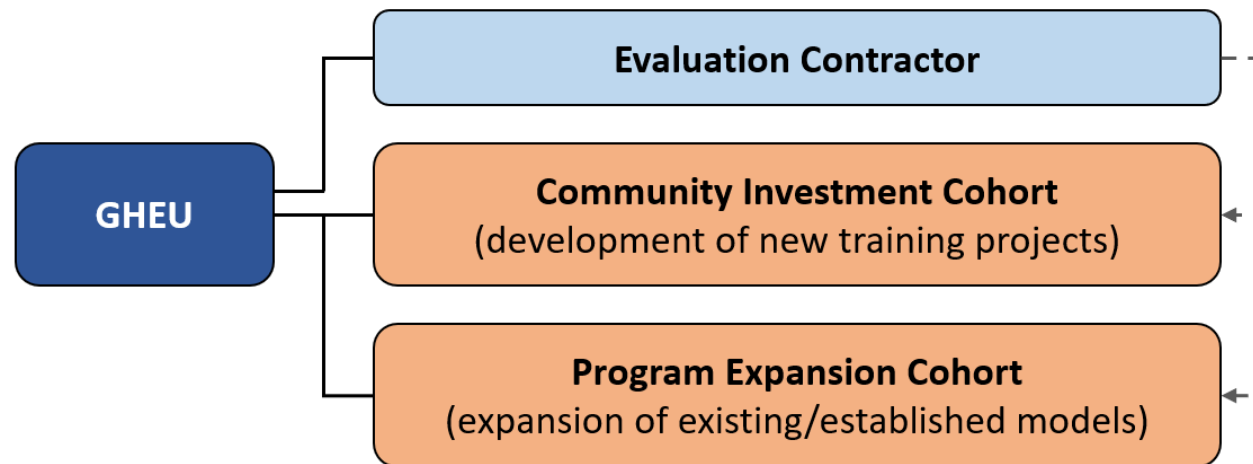 Evaluation Contractor
GHEU
Community Investment Cohort
(development of new training projects)
Program Expansion Cohort
(expansion of existing/established models)